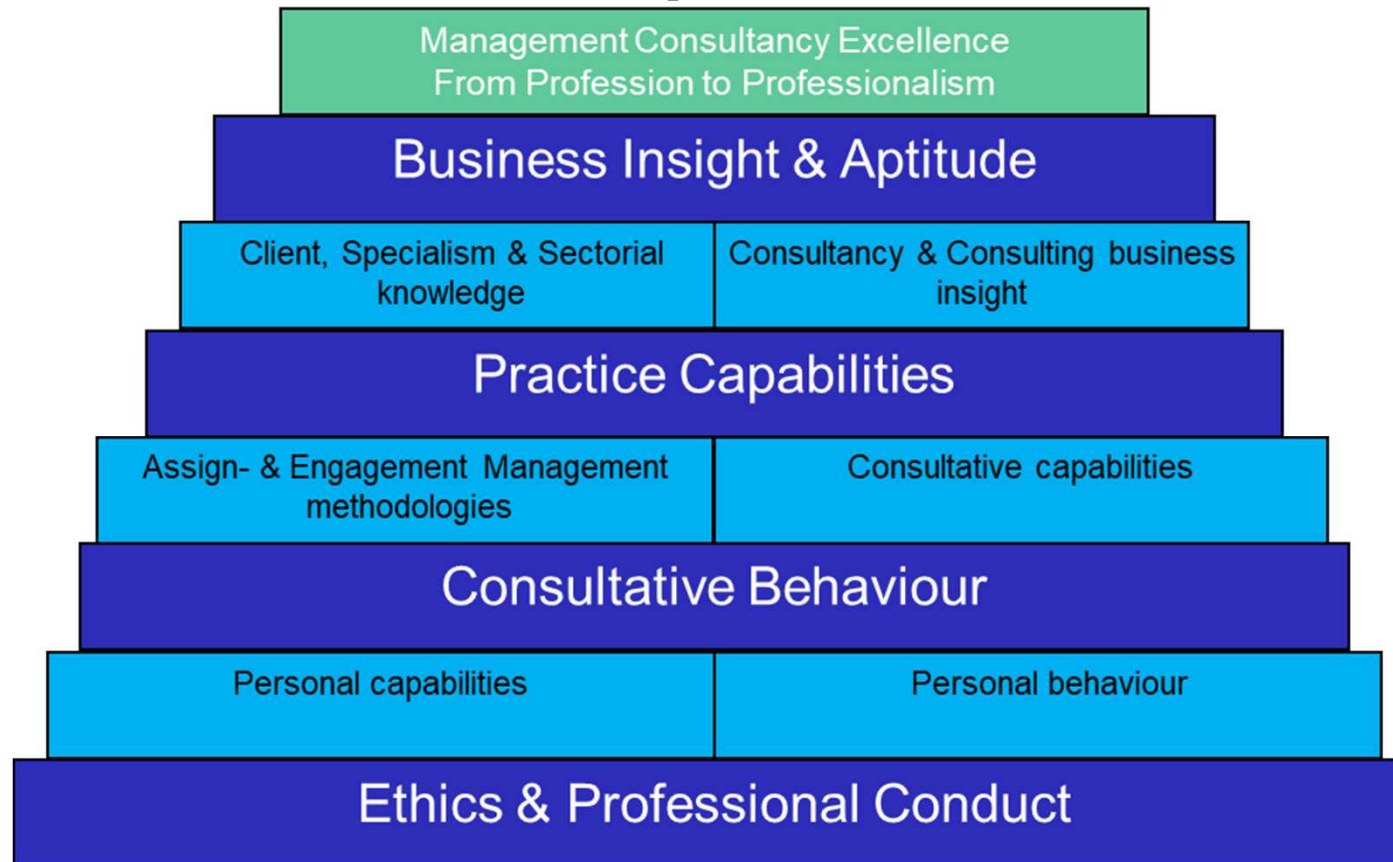 Management Consultancy Excellence
From Profession to Professionalism
Business Insight & Aptitude
Client, Specialism & Sectorial
knowledge
Consultancy & Consulting business
insight
Practice Capabilities
Assign- & Engagement Management
methodologies
Consultative capabilities
Consultative Behaviour
Personal capabilities
Personal behaviour
Ethics & Professional Conduct